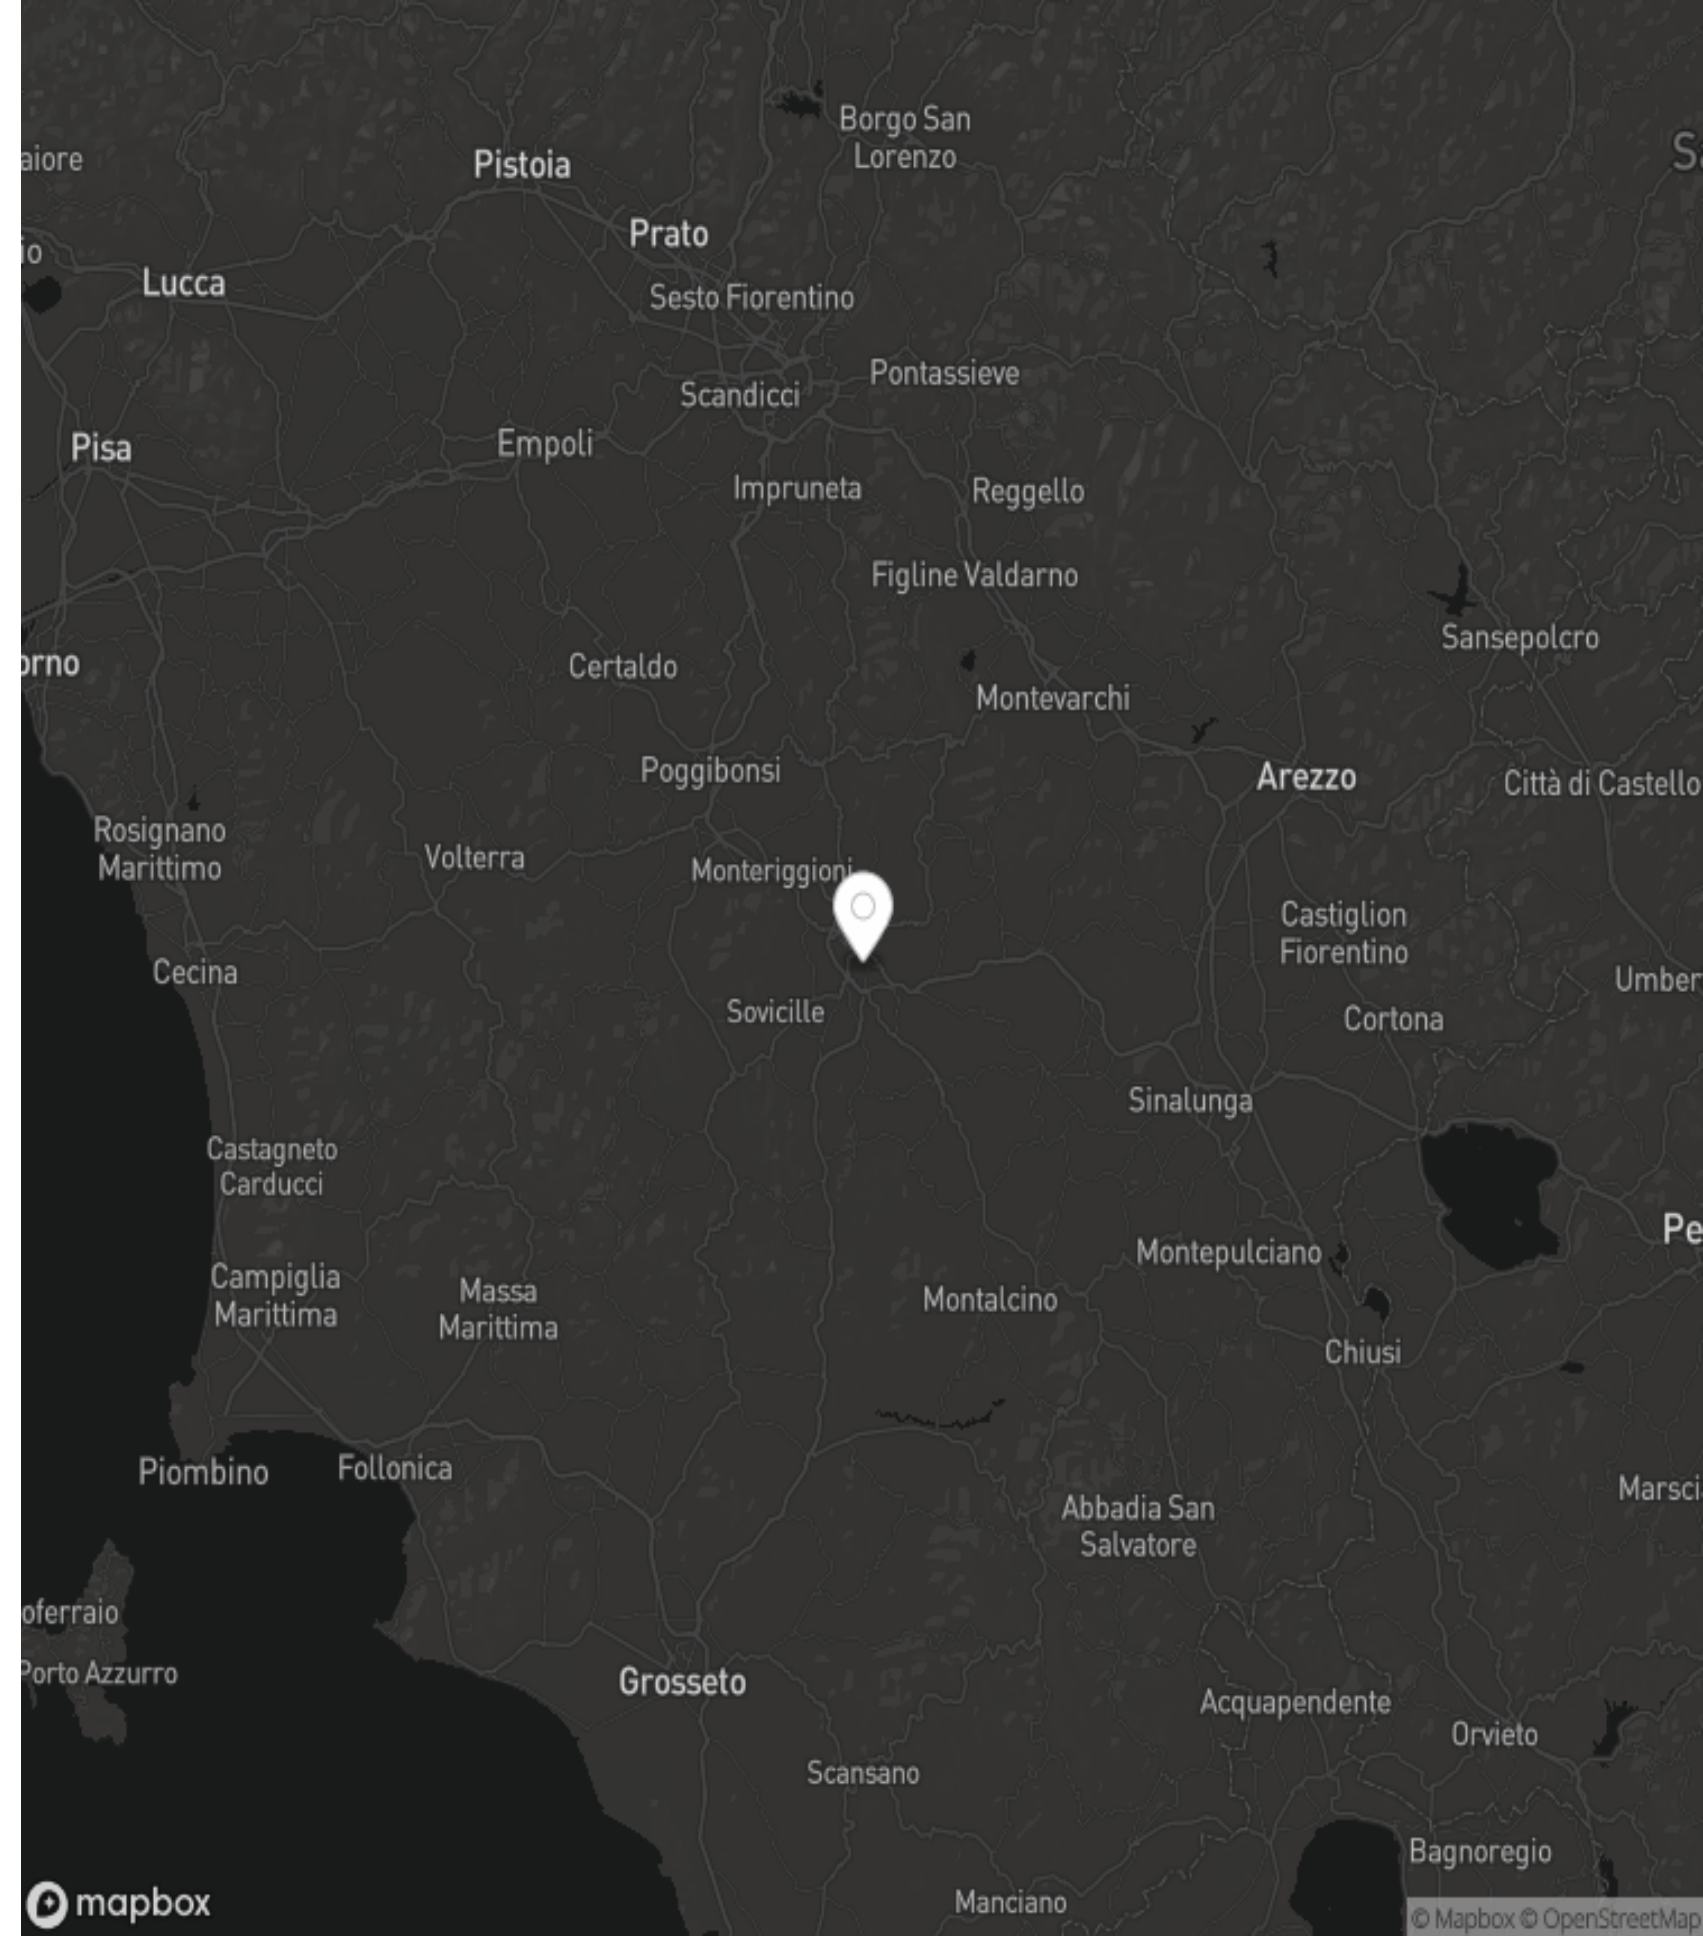 Borgo San
Lorenzo
Sa
aiore
Pistoia
Prato
io
Lucca
Sesto Fiorentino
Pontassieve
Scandicci
Pisa
Empoli
Impruneta
Reggello
Figline Valdarno
Sansepolcro
orno
Certaldo
Montevarchi
Poggibonsi
Arezzo
Città di Castello
Rosignano
Marittimo
Volterra
Monteriggioni
Castiglion
Fiorentino
Cecina
Umber
Sovicille
Cortona
Sinalunga
Castagneto
Carducci
Pe
Montepulciano
Campiglia
Marittima
Massa
Marittima
Montalcino
Chiusi
Piombino
Follonica
Marscia
Abbadia San
Salvatore
oferraio
Porto Azzurro
Grosseto
Acquapendente
Orvieto
Scansano
Bagnoregio
Manciano
mapbox
© Mapbox © OpenStreetMap